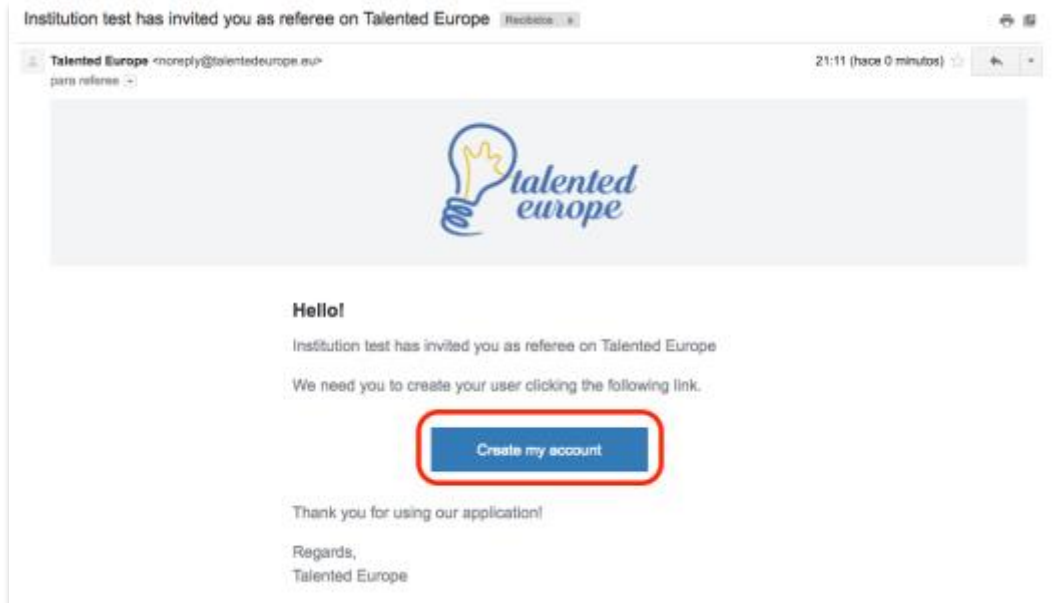 Institution test has invited you as referee on Talented Europe Recibidos x
Talented Europe <noreply@talentedeurope.eu> 21:11 (hace 0 minutos)
para referee
talented
europe
Hello!
Institution test has invited you as referee on Talented Europe
We need you to create your user clicking the following link.
Create my account
Thank you for using our application!
Regards,
Talented Europe